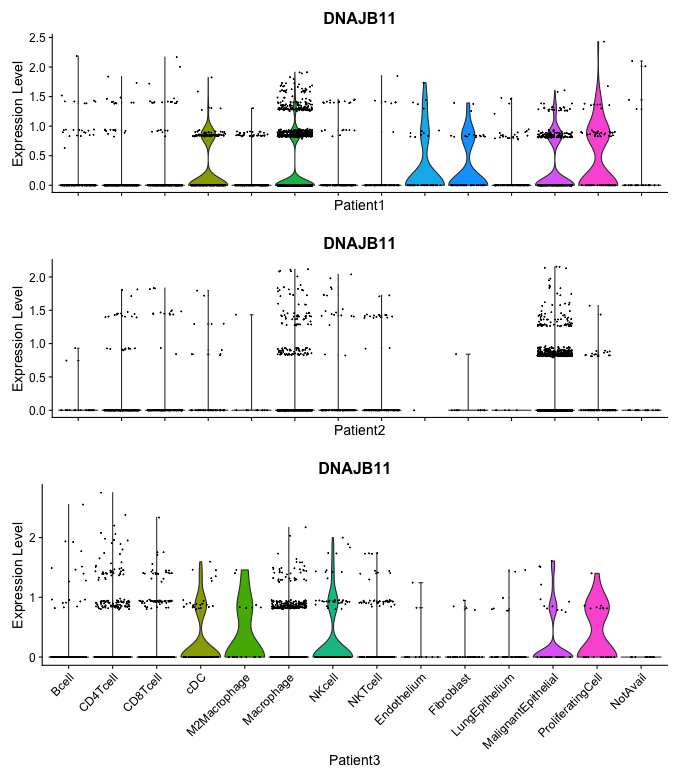 DNAJB11
Expression Level
2.5
2.0
1.5
1.0
0.5
0.0
Patient1
DNAJB11
Expression Level
2.0
1.5
1.0
0.5
0.0
Patient2
DNAJB11
Expression Level
2
1
0
Bcell
CD4Tcell
CD8Tcell
cDC
M2Macrophage
Macrophage
NKcell
NKTcell
Endothelium
Fibroblast
LungEpithelium
MalignantEpithelial
ProliferatingCell
NotAvail
Patient3